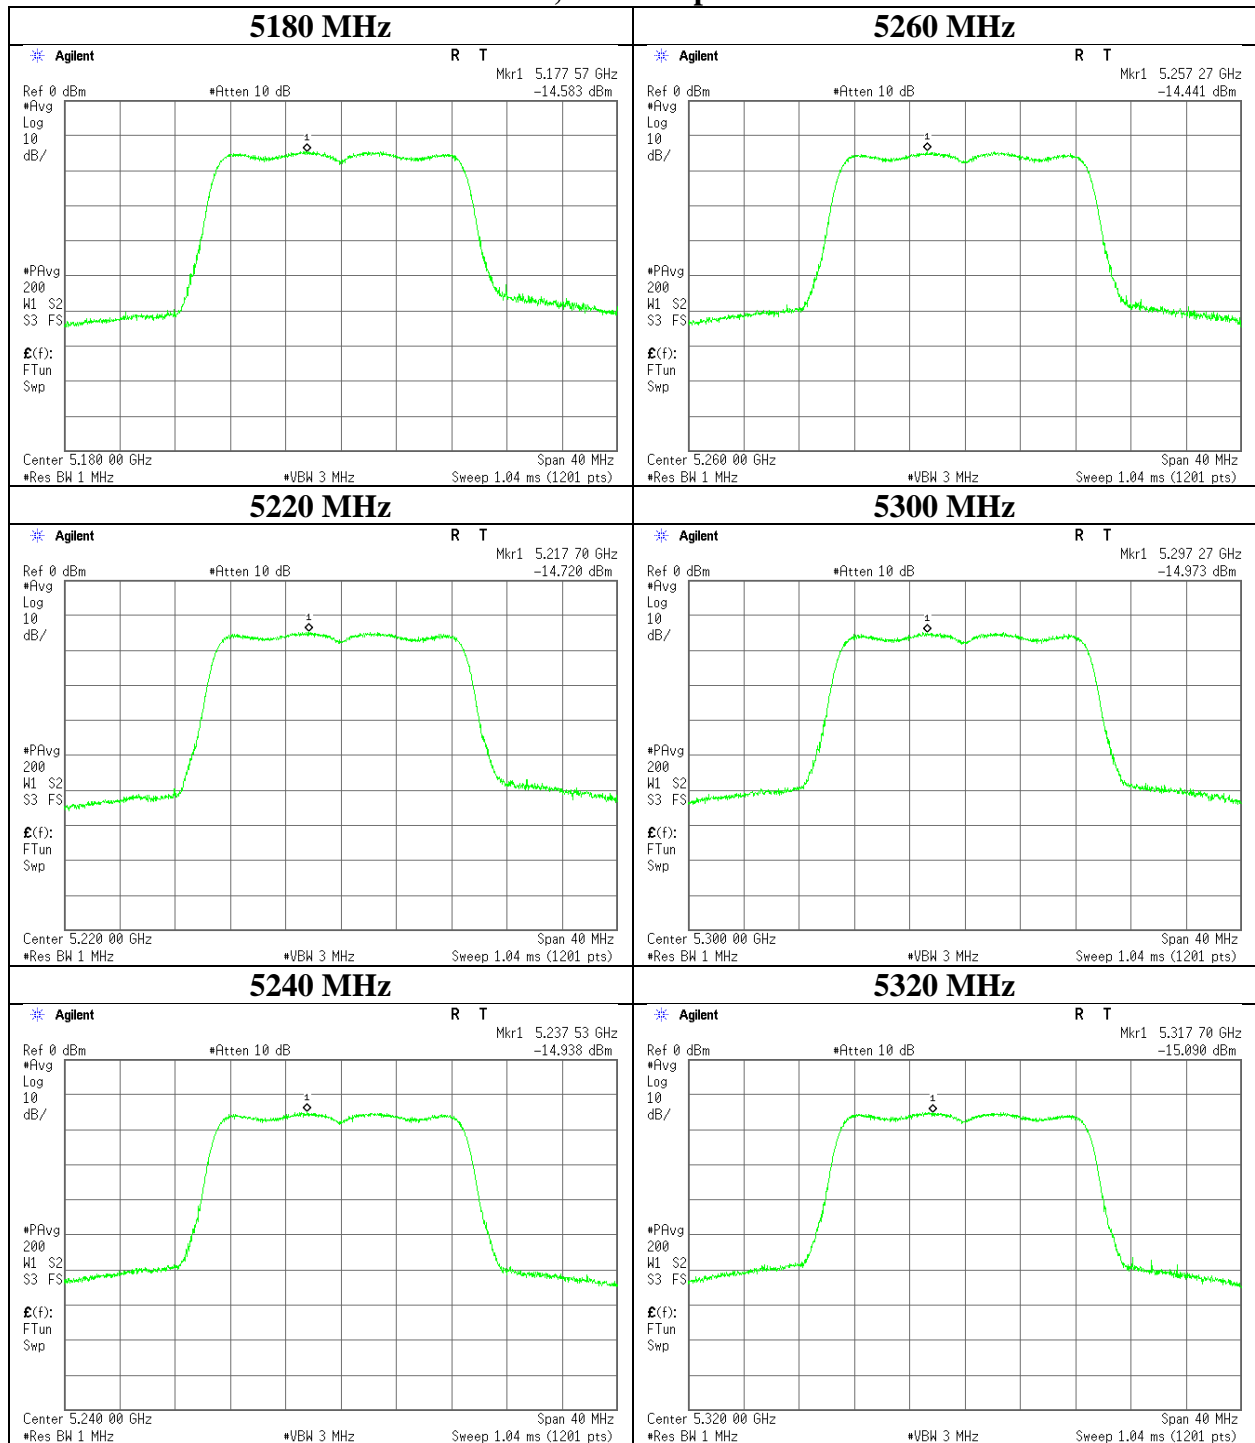 5180 MHz
Agilent R T
Mkr1 5.177 57 GHz
Ref 0 dBm #Atten 10 dB -14.583 dBm
#Avg
Log
10
dB/
1
#PAvg
200
W1 S2
S3 FS
£(f):
FTun
Swp
Center 5.180 00 GHz Span 40 MHz
#Res BW 1 MHz #VBW 3 MHz Sweep 1.04 ms (1201 pts)
5260 MHz
Agilent R T
Mkr1 5.257 27 GHz
Ref 0 dBm #Atten 10 dB -14.441 dBm
#Avg
Log
10
dB/
1
#PAvg
200
W1 S2
S3 FS
£(f):
FTun
Swp
Center 5.260 00 GHz Span 40 MHz
#Res BW 1 MHz #VBW 3 MHz Sweep 1.04 ms (1201 pts)
5220 MHz
Agilent R T
Mkr1 5.217 70 GHz
Ref 0 dBm #Atten 10 dB -14.720 dBm
#Avg
Log
10
dB/
1
#PAvg
200
W1 S2
S3 FS
£(f):
FTun
Swp
Center 5.220 00 GHz Span 40 MHz
#Res BW 1 MHz #VBW 3 MHz Sweep 1.04 ms (1201 pts)
5300 MHz
Agilent R T
Mkr1 5.297 27 GHz
Ref 0 dBm #Atten 10 dB -14.973 dBm
#Avg
Log
10
dB/
1
#PAvg
200
W1 S2
S3 FS
£(f):
FTun
Swp
Center 5.300 00 GHz Span 40 MHz
#Res BW 1 MHz #VBW 3 MHz Sweep 1.04 ms (1201 pts)
5240 MHz
Agilent R T
Mkr1 5.237 53 GHz
Ref 0 dBm #Atten 10 dB -14.938 dBm
#Avg
Log
10
dB/
1
#PAvg
200
W1 S2
S3 FS
£(f):
FTun
Swp
Center 5.240 00 GHz Span 40 MHz
#Res BW 1 MHz #VBW 3 MHz Sweep 1.04 ms (1201 pts)
5320 MHz
Agilent R T
Mkr1 5.317 70 GHz
Ref 0 dBm #Atten 10 dB -15.090 dBm
#Avg
Log
10
dB/
1
#PAvg
200
W1 S2
S3 FS
£(f):
FTun
Swp
Center 5.320 00 GHz Span 40 MHz
#Res BW 1 MHz #VBW 3 MHz Sweep 1.04 ms (1201 pts)